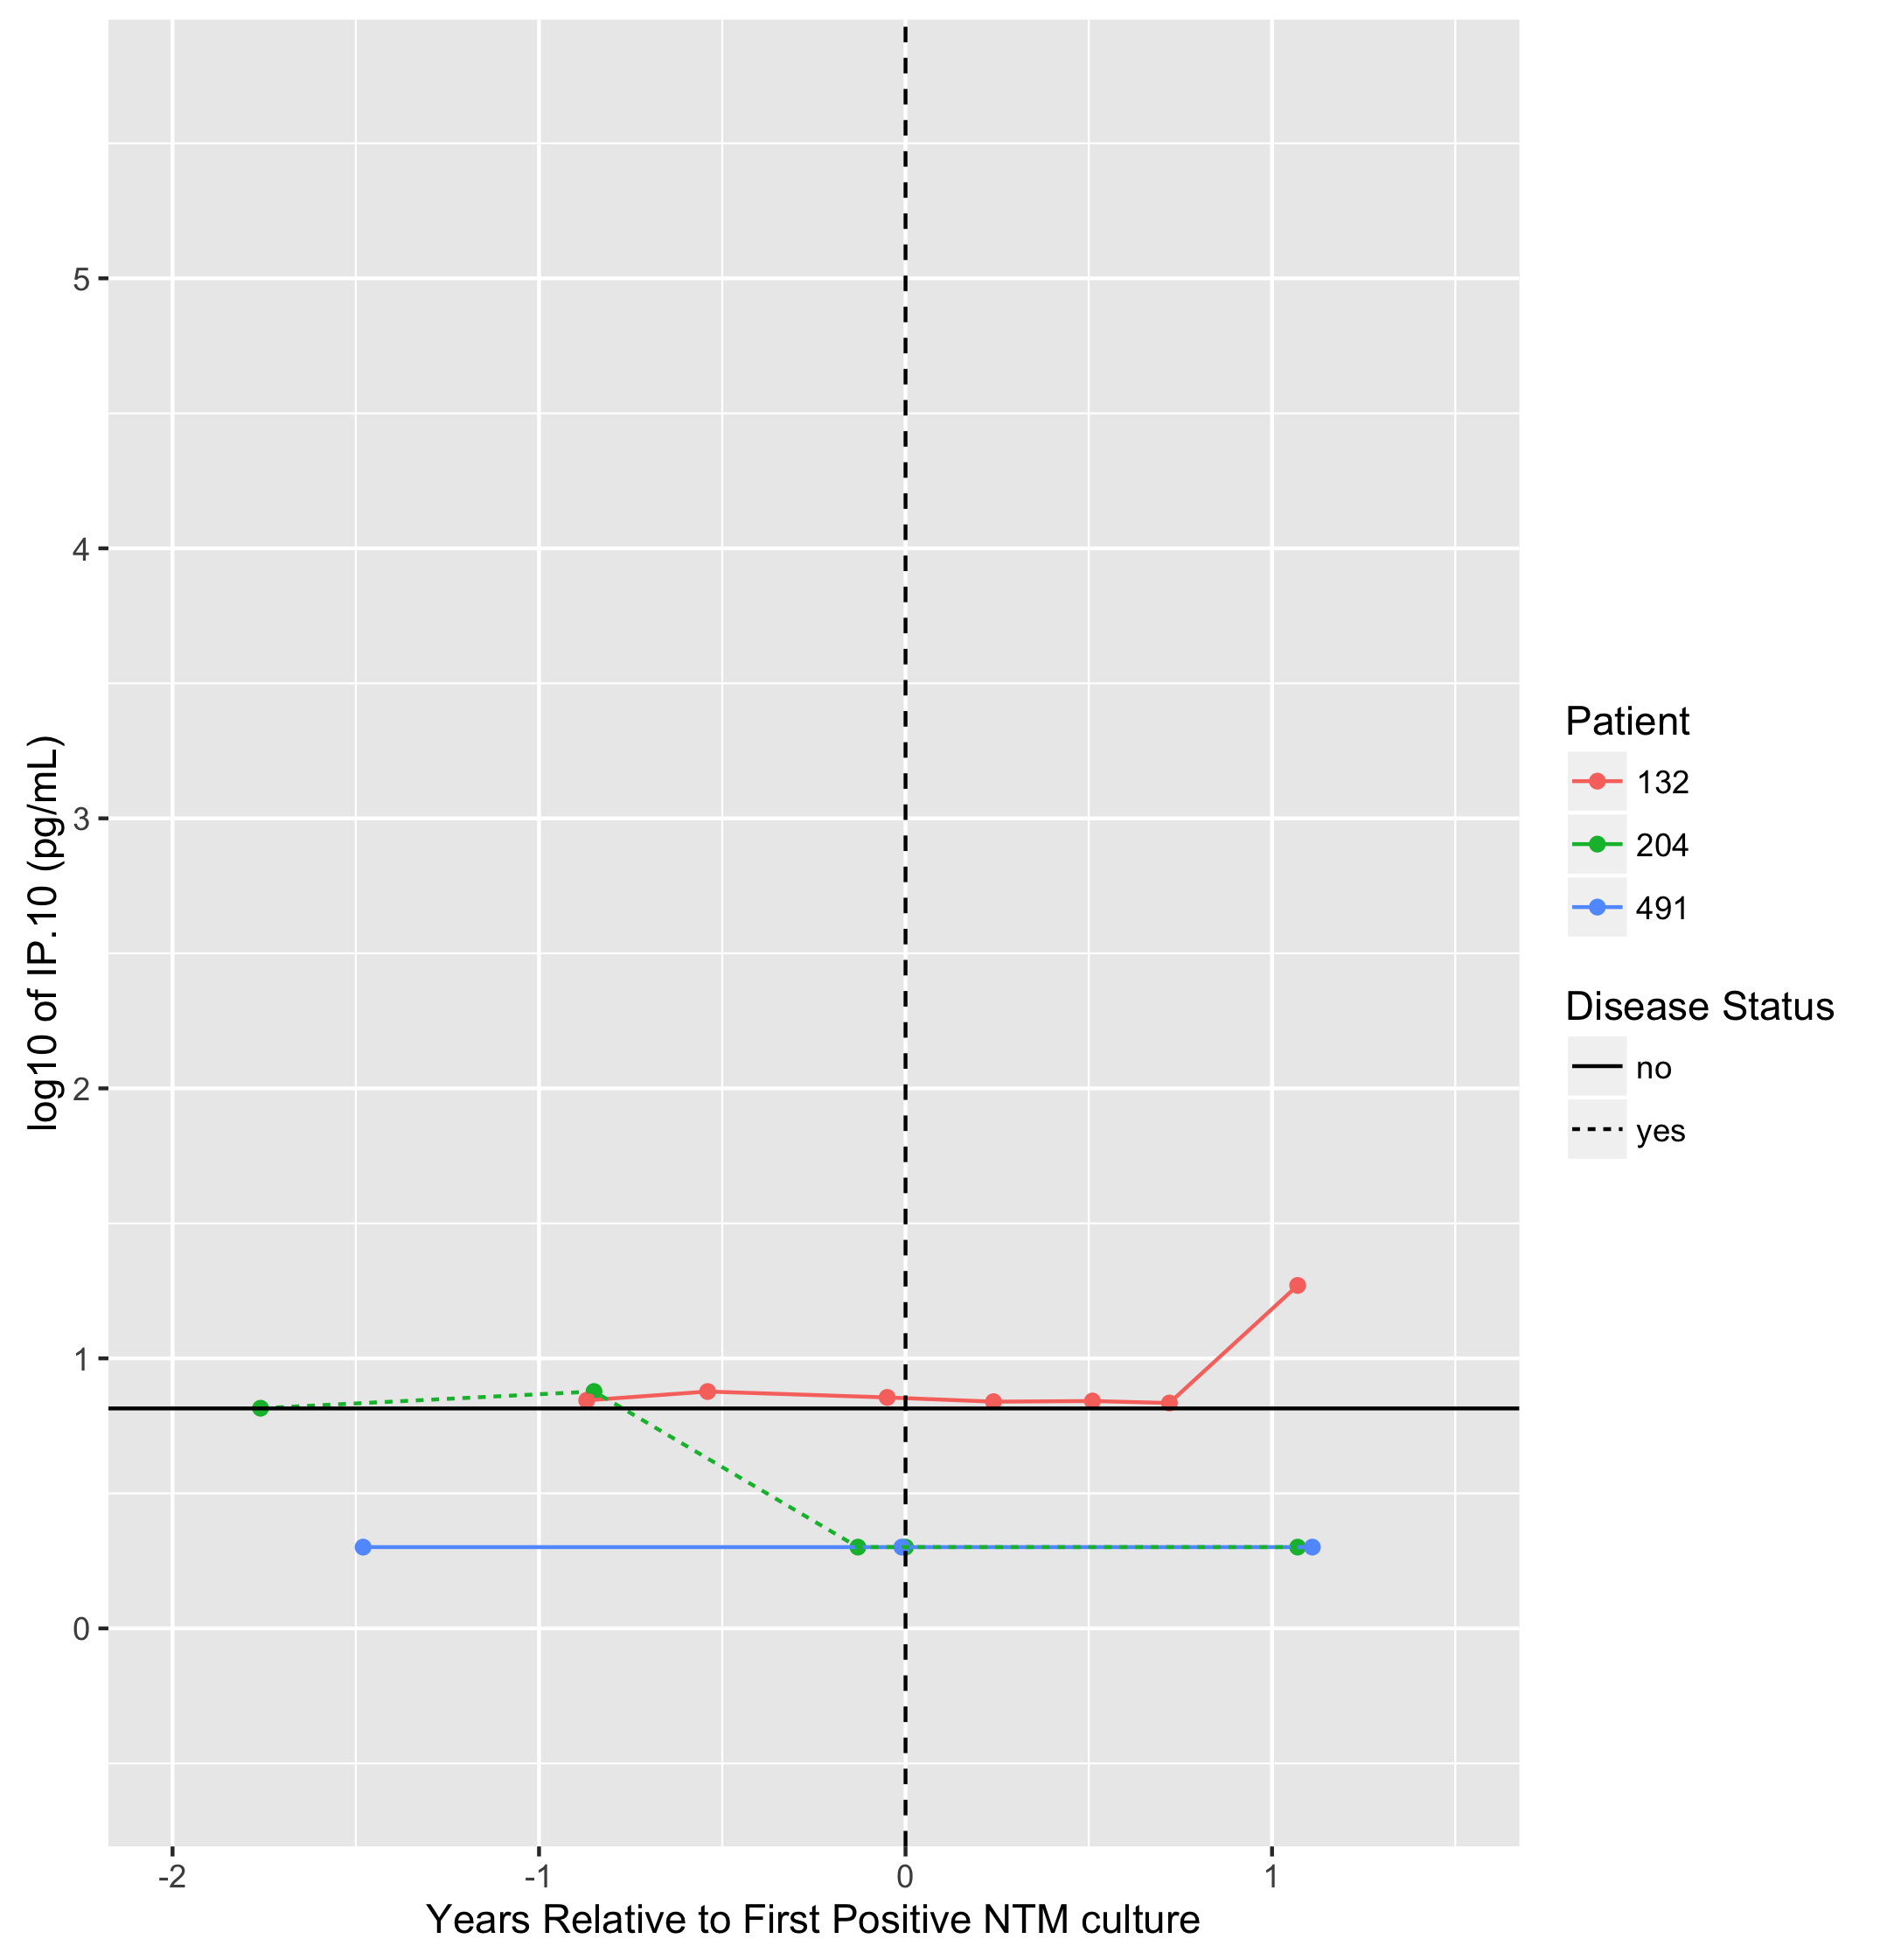 log10 of IP.10 (pg/mL)
5
4
3
2
1
0
-2 -1 0 1
Years Relative to First Positive NTM culture
Patient
132
204
491
Disease Status
no
yes